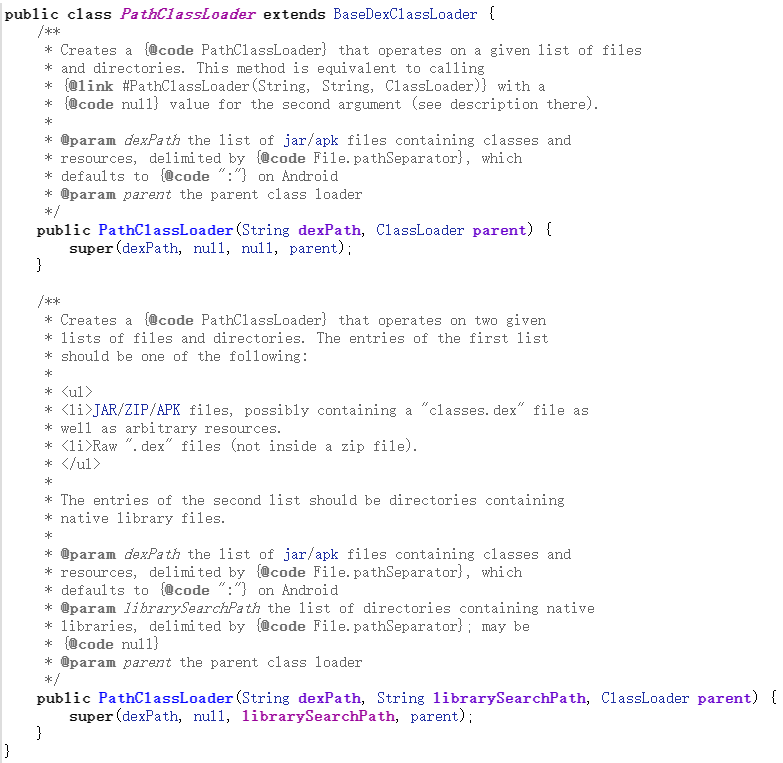 public class PathClassLoader extends BaseDexClassLoader {
    /**
     * Creates a {@code PathClassLoader} that operates on a given list of files
     * and directories. This method is equivalent to calling
     * {@link #PathClassLoader(String, String, ClassLoader)} with a
     * {@code null} value for the second argument (see description there).
     *
     * @param dexPath the list of jar/apk files containing classes and
     * resources, delimited by {@code File.pathSeparator}, which
     * defaults to {@code ":"} on Android
     * @param parent the parent class loader
     */
    public PathClassLoader(String dexPath, ClassLoader parent) {
        super(dexPath, null, null, parent);
    }

    /**
     * Creates a {@code PathClassLoader} that operates on two given
     * lists of files and directories. The entries of the first list
     * should be one of the following:
     *
     * <ul>
     * <li>JAR/ZIP/APK files, possibly containing a "classes.dex" file as
     * well as arbitrary resources.
     * <li>Raw ".dex" files (not inside a zip file).
     * </ul>
     *
     * The entries of the second list should be directories containing
     * native library files.
     *
     * @param dexPath the list of jar/apk files containing classes and
     * resources, delimited by {@code File.pathSeparator}, which
     * defaults to {@code ":"} on Android
     * @param librarySearchPath the list of directories containing native
     * libraries, delimited by {@code File.pathSeparator}; may be
     * {@code null}
     * @param parent the parent class loader
     */
    public PathClassLoader(String dexPath, String librarySearchPath, ClassLoader parent) {
        super(dexPath, null, librarySearchPath, parent);
    }
}